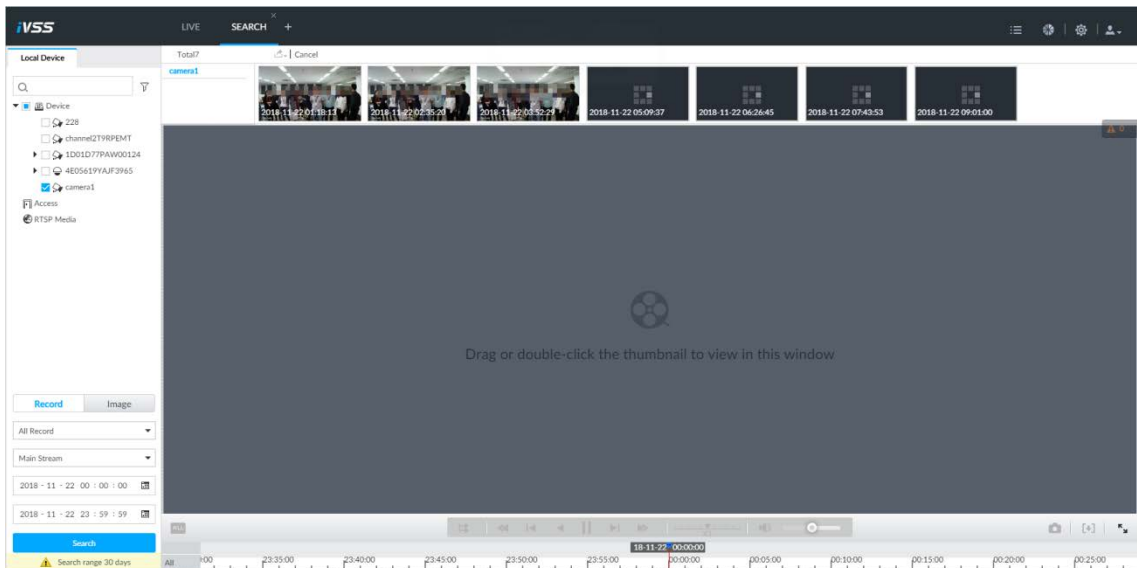 iVSS
LIVE SEARCH × +
Local Device
Total7 Cancel
camera1
2018-11-22 01:18:13 2018-11-22 02:35:20 2018-11-22 03:52:29 2018-11-22 05:09:37 2018-11-22 06:26:45 2018-11-22 07:43:53 2018-11-22 09:01:00
Device
228
channel2T9RPEMT
1D01D77PAW00124
4E05619YAJF3965
camera1
Access
RTSP Media
0
Drag or double-click the thumbnail to view in this window
Record Image
All Record
Main Stream
2018 - 11 - 22 00 : 00 : 00
2018 - 11 - 22 23 : 59 : 59
Search
Search range 30 days
ALL
18-11-22 00:00:00
All :00 23:35:00 23:40:00 23:45:00 23:50:00 23:55:00 00:00:00 00:05:00 00:10:00 00:15:00 00:20:00 00:25:00